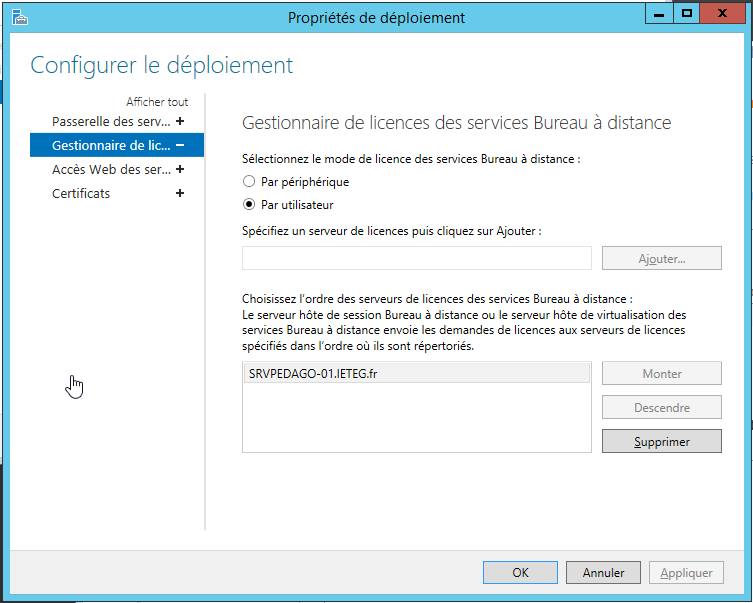 Propriétés de déploiement
Configurer le déploiement
Afficher tout
Passerelle des serv... +
Gestionnaire de lic... –
Accès Web des ser... +
Certificats +
Gestionnaire de licences des services Bureau à distance
Sélectionnez le mode de licence des services Bureau à distance :
Par périphérique
Par utilisateur
Spécifiez un serveur de licences puis cliquez sur Ajouter :
Ajouter...
Choisissez l'ordre des serveurs de licences des services Bureau à distance :
Le serveur hôte de session Bureau à distance ou le serveur hôte de virtualisation des
services Bureau à distance envoie les demandes de licences aux serveurs de licences
spécifiés dans l'ordre où ils sont répertoriés.
SRVPEDAGO-01.IETEG.fr
Monter
Descendre
Supprimer
OK
Annuler
Appliquer